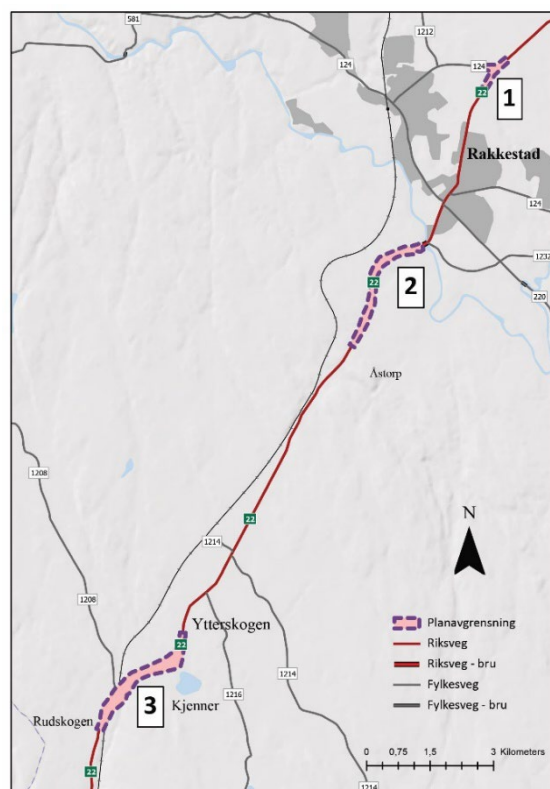 581
1212
124
124
22
1
Rakkestad
124
1232
2
22
220
Åstorp
1208
N
22
1214
1208
Planavgrensning
Riksveg
Riksveg - bru
Fylkesveg
Fylkesveg - bru
Ytterskogen
22
1214
1216
3
Kjenner
Rudskogen
22
0 0,75 1,5 3 Kilometers
1214